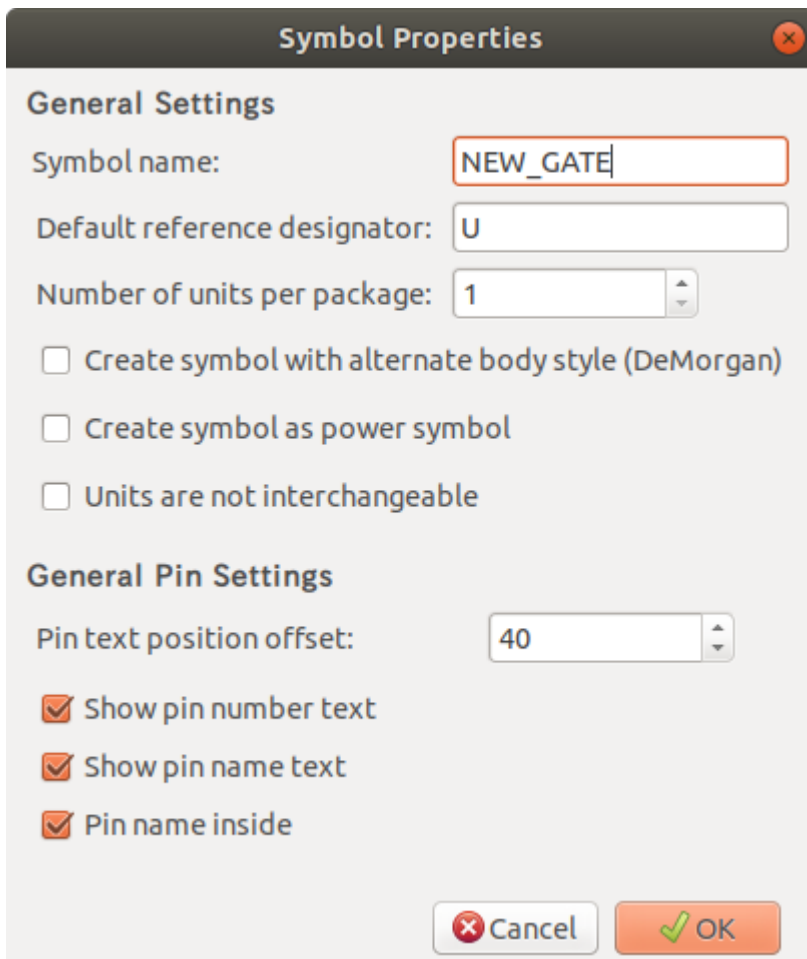 Symbol Properties
General Settings
Symbol name: NEW_GATE
Default reference designator: U
Number of units per package: 1
Create symbol with alternate body style (DeMorgan)
Create symbol as power symbol
Units are not interchangeable
General Pin Settings
Pin text position offset: 40
Show pin number text
Show pin name text
Pin name inside
Cancel OK